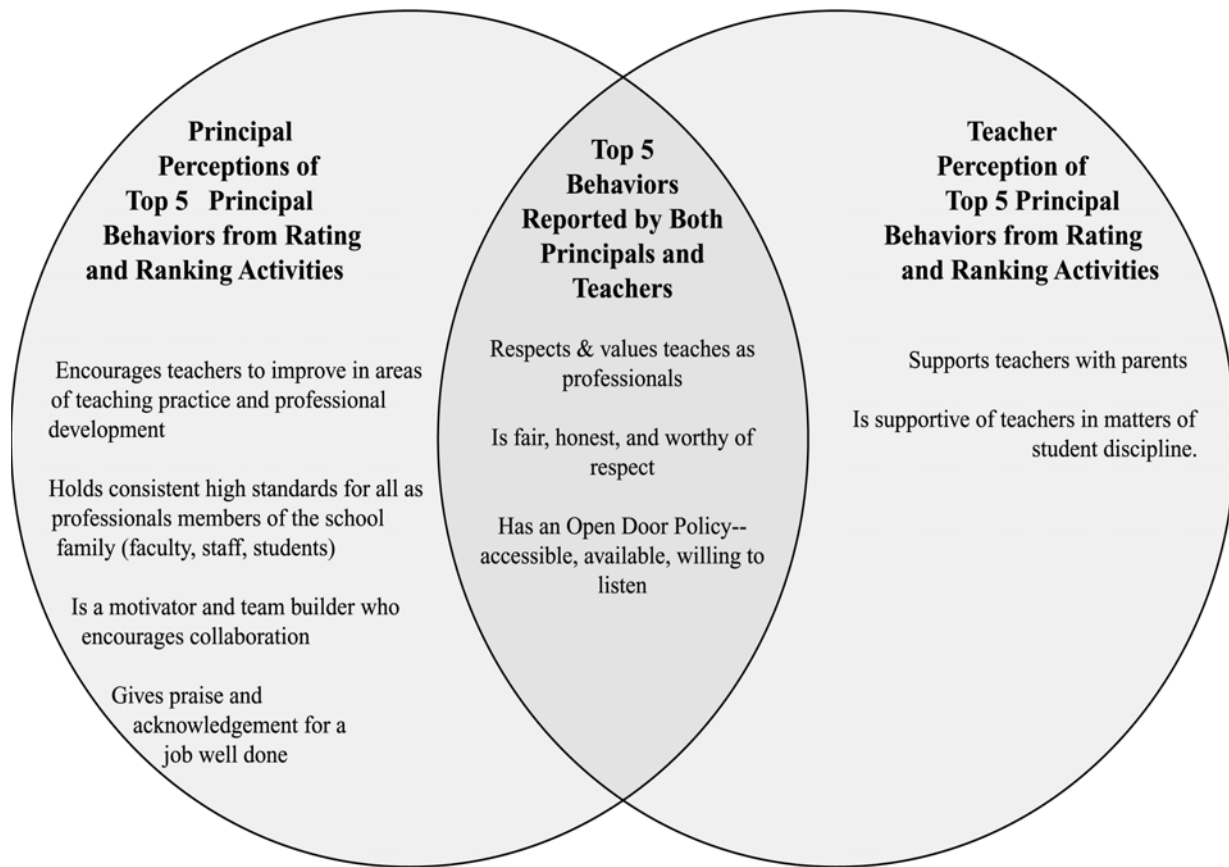 Principal
Perceptions of
Top 5 Principal
Behaviors from Rating
and Ranking Activities
Encourages teachers to improve in areas
of teaching practice and professional
development
Holds consistent high standards for all as
professionals members of the school
family (faculty, staff, students)
Is a motivator and team builder who
encourages collaboration
Gives praise and
acknowledgement for a
job well done
Top 5
Behaviors
Reported by Both
Principals and
Teachers
Respects & values teaches as
professionals
Is fair, honest, and worthy of
respect
Has an Open Door Policy--
accessible, available, willing to
listen
Teacher
Perception of
Top 5 Principal
Behaviors from Rating
and Ranking Activities
Supports teachers with parents
Is supportive of teachers in matters of
student discipline.